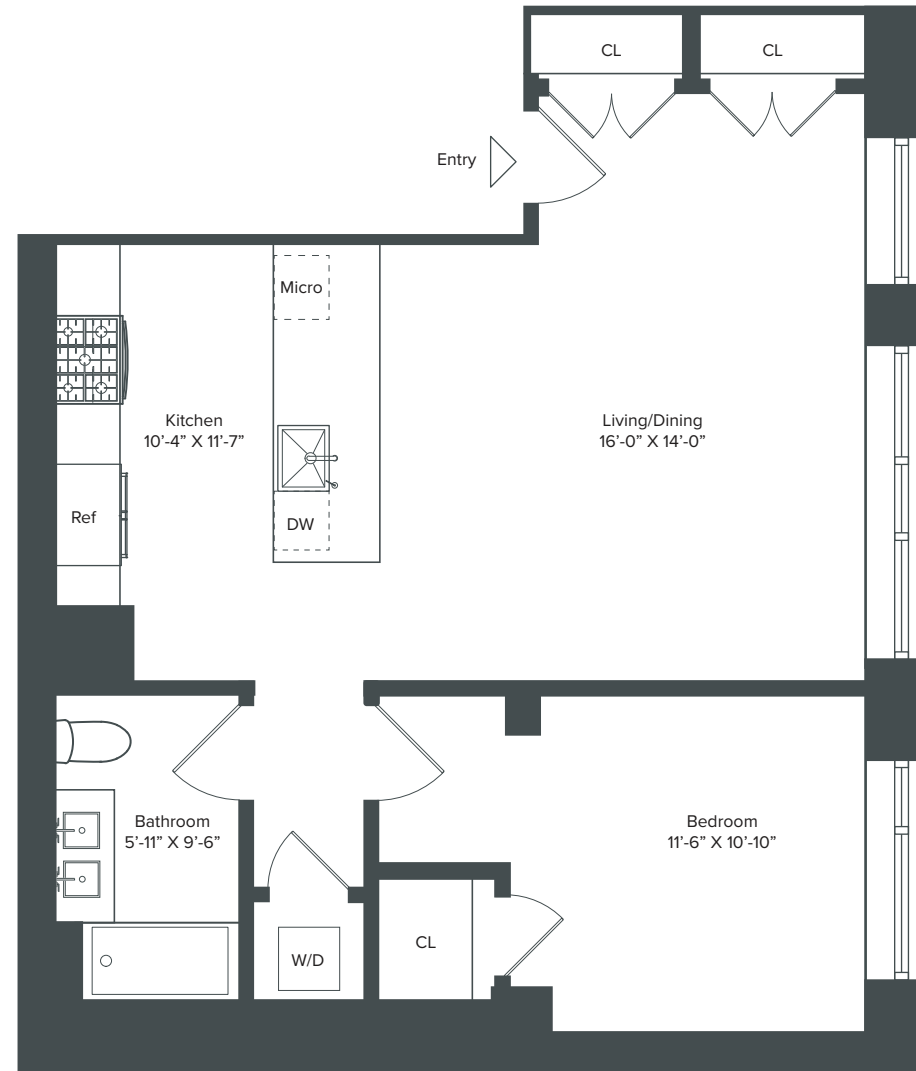 CL
CL
Entry
Micro
Kitchen
10’-4” X 11’-7”
Living/Dining
16’-0” X 14’-0”
Ref
DW
Bathroom
5’-11” X 9’-6”
Bedroom
11’-6” X 10’-10”
CL
W/D